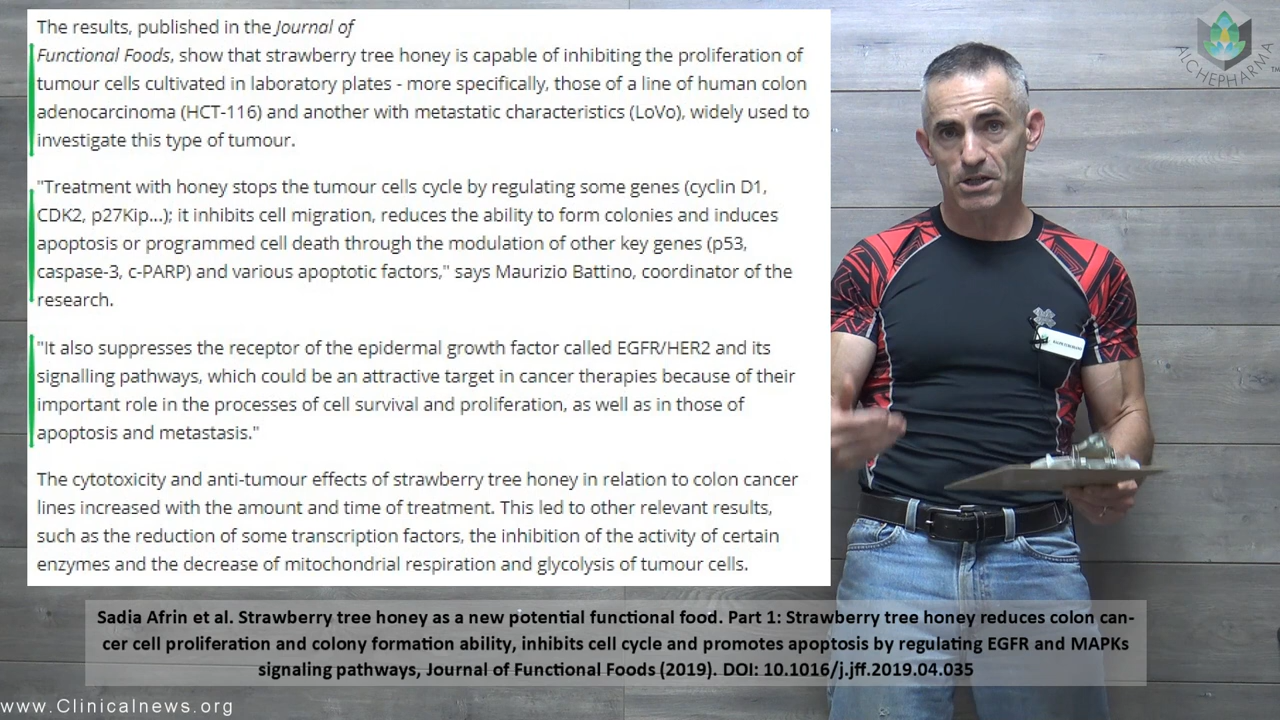 The results, published in the Journal of
Functional Foods, show that strawberry tree honey is capable of inhibiting the proliferation of
tumour cells cultivated in laboratory plates - more specifically, those of a line of human colon
adenocarcinoma (HCT-116) and another with metastatic characteristics (LoVo), widely used to
investigate this type of tumour.
"Treatment with honey stops the tumour cells cycle by regulating some genes (cyclin D1,
CDK2, p27Kip...); it inhibits cell migration, reduces the ability to form colonies and induces
apoptosis or programmed cell death through the modulation of other key genes (p53,
caspase-3, c-PARP) and various apoptotic factors," says Maurizio Battino, coordinator of the
research.
"It also suppresses the receptor of the epidermal growth factor called EGFR/HER2 and its
signalling pathways, which could be an attractive target in cancer therapies because of their
important role in the processes of cell survival and proliferation, as well as in those of
apoptosis and metastasis."
The cytotoxicity and anti-tumour effects of strawberry tree honey in relation to colon cancer
lines increased with the amount and time of treatment. This led to other relevant results,
such as the reduction of some transcription factors, the inhibition of the activity of certain
enzymes and the decrease of mitochondrial respiration and glycolysis of tumour cells.
ALCHEPHARMA™
Sadia Afrin et al. Strawberry tree honey as a new potential functional food. Part 1: Strawberry tree honey reduces colon can-
cer cell proliferation and colony formation ability, inhibits cell cycle and promotes apoptosis by regulating EGFR and MAPKs
signaling pathways, Journal of Functional Foods (2019). DOI: 10.1016/j.jff.2019.04.035
www.Clinicalnews.org